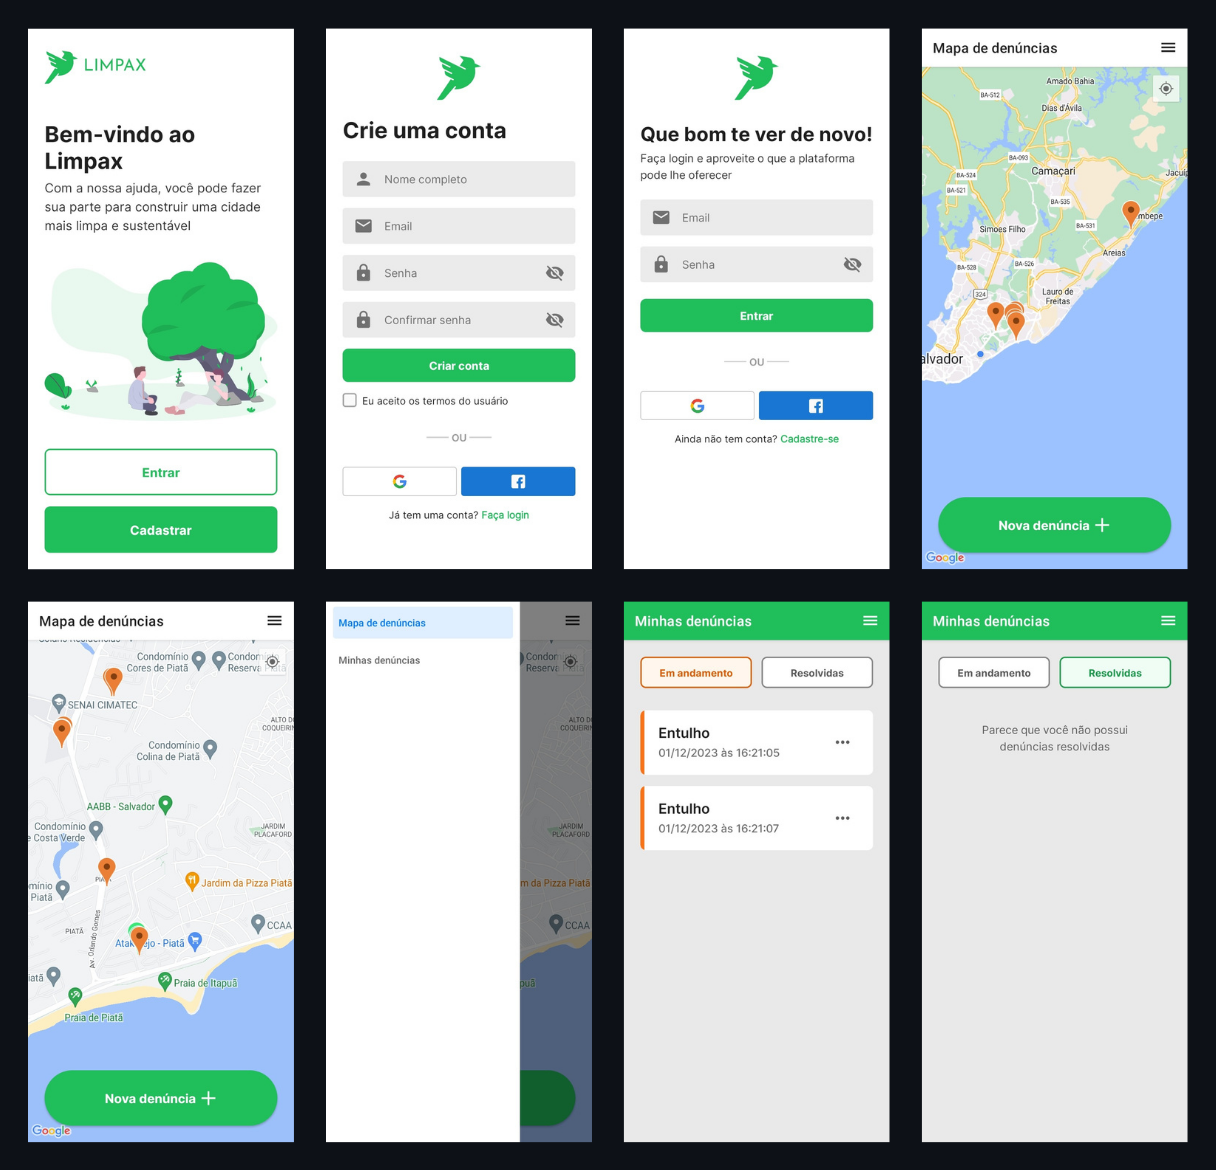 LIMPAX
Bem-vindo ao
Limpax
Com a nossa ajuda, você pode fazer
sua parte para construir uma cidade
mais limpa e sustentável
Entrar
Cadastrar
Crie uma conta
Nome completo
Email
Senha
Confirmar senha
Criar conta
Eu aceito os termos do usuário
OU
G
f
Já tem uma conta? Faça login
Que bom te ver de novo!
Faça login e aproveite o que a plataforma
pode lhe oferecer
Email
Senha
Entrar
OU
G
f
Ainda não tem conta? Cadastre-se
Mapa de denúncias
Amado Bahia
BA-512
Dias d'Ávila
BA-093
Camaçari
BA-524
BA-521
Jacuíp
BA-535
mbepe
Simoes Filho
BA-531
Areias
BA-528
BA-526
324
Lauro de
Freitas
alvador
Nova denúncia +
Google
Mapa de denúncias
Condomínio
Cores de Piatã
Condom
Reserva
SENAI CIMATEC
ALTO DO
COQUEIRIN
Condomínio
Colina de Piatã
AABB - Salvador
Condomínio
e Costa Verde
JARDIM
PLACAFORD
mínio
Piatã
Jardim da Pizza Piatã
PIATÃ
Av. Orlando Gomes
CCAA
Atak
jo - Piatã
iatã
Praia de Itapuã
Praia de Piatã
Nova denúncia +
Google
Mapa de denúncias
Minhas denúncias
Condom
Reserva
ALTO DO
COQUEIRIN
JARDIM
PLACAFORD
m da Pizza Piatã
CCAA
puã
Minhas denúncias
Em andamento
Resolvidas
Entulho
01/12/2023 às 16:21:05
Entulho
01/12/2023 às 16:21:07
Minhas denúncias
Em andamento
Resolvidas
Parece que você não possui
denúncias resolvidas